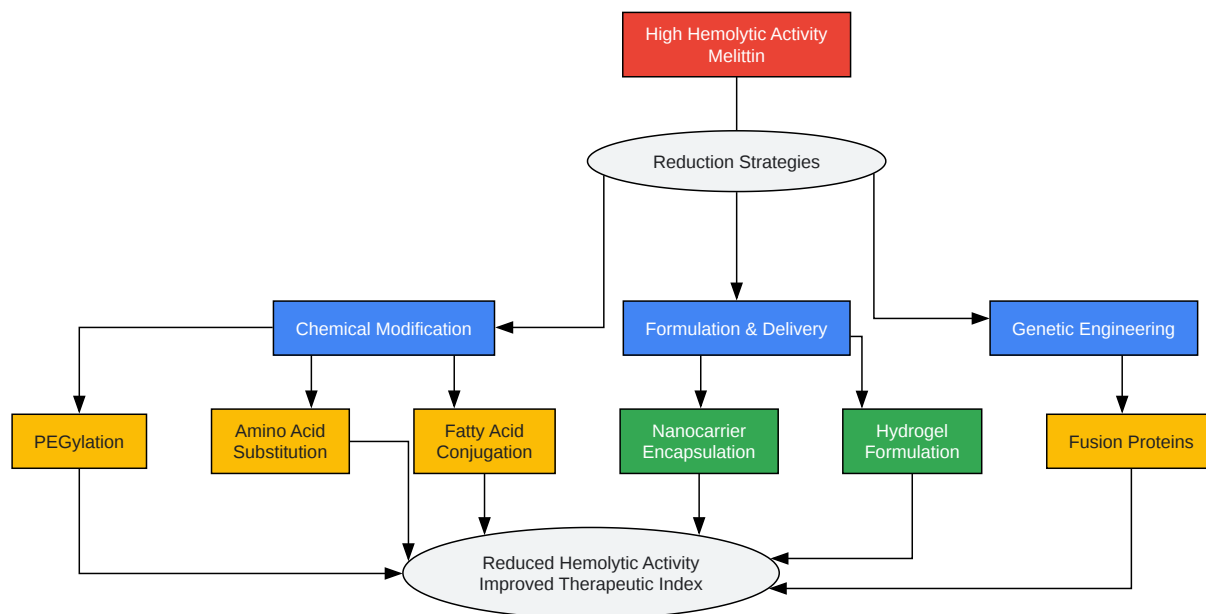 High Hemolytic Activity
Melittin
Reduction Strategies
Chemical Modification
Formulation & Delivery
Genetic Engineering
PEGylation
Amino Acid
Substitution
Fatty Acid
Conjugation
Nanocarrier
Encapsulation
Hydrogel
Formulation
Fusion Proteins
Reduced Hemolytic Activity
Improved Therapeutic Index